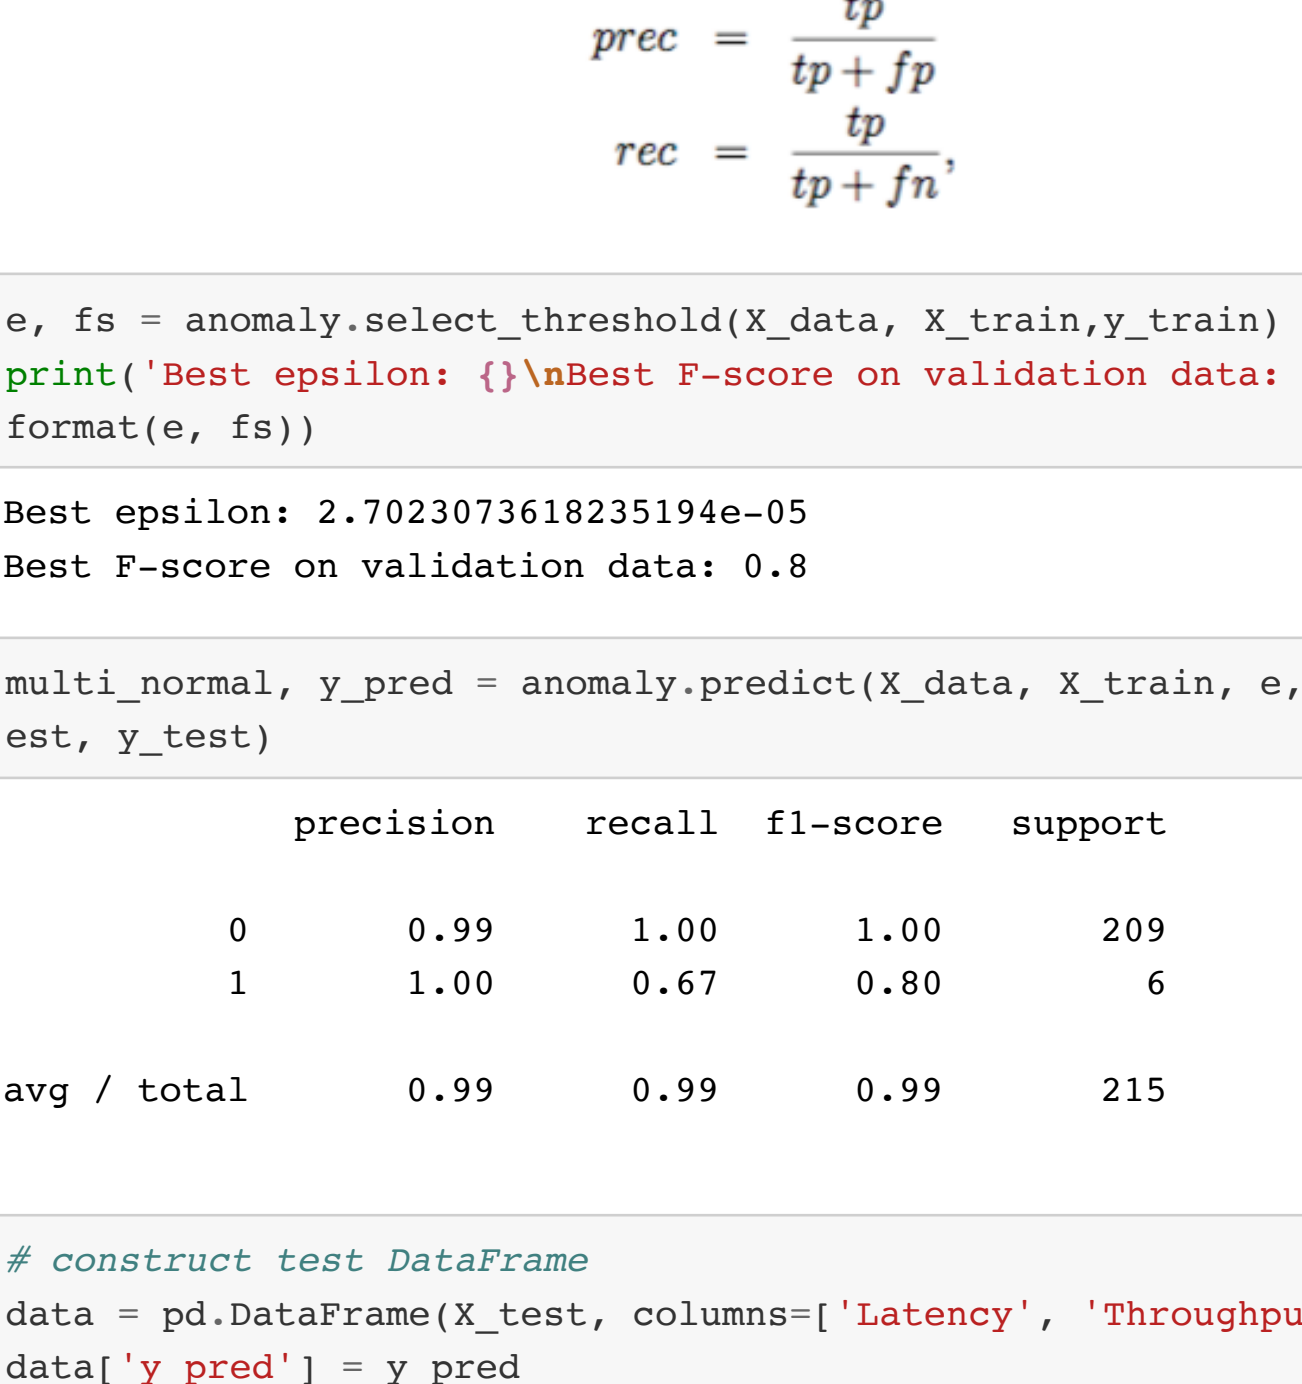 prec = tp / tp + fp
rec = tp / tp + fn,
e, fs = anomaly.select_threshold(X_data, X_train,y_train)
print('Best epsilon: {}\nBest F-score on validation data:
format(e, fs))
Best epsilon: 2.7023073618235194e-05
Best F-score on validation data: 0.8
multi_normal, y_pred = anomaly.predict(X_data, X_train, e,
est, y_test)
precision recall f1-score support
0 0.99 1.00 1.00 209
1 1.00 0.67 0.80 6
avg / total 0.99 0.99 0.99 215
# construct test DataFrame
data = pd.DataFrame(X_test, columns=['Latency', 'Throughpu
data['y_pred'] = y_pred